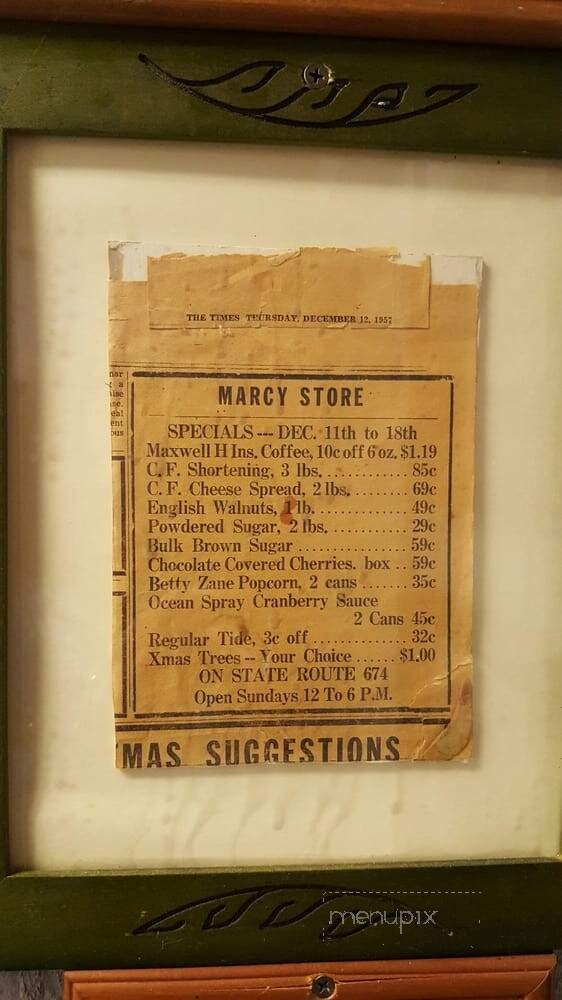 THE TIMES THURSDAY, DECEMBER 12, 1957
MARCY STORE
SPECIALS --- DEC. 11th to 18th
Maxwell H Ins. Coffee, 10c off 6 oz. $1.19
C. F. Shortening, 3 lbs. ............ 85c
C. F. Cheese Spread, 2 lbs. ........ 69c
English Walnuts, 1 lb. .............. 49c
Powdered Sugar, 2 lbs. ............ 29c
Bulk Brown Sugar ................ 59c
Chocolate Covered Cherries. box .. 59c
Betty Zane Popcorn, 2 cans ....... 35c
Ocean Spray Cranberry Sauce
2 Cans 45c
Regular Tide, 3c off .............. 32c
Xmas Trees -- Your Choice ...... $1.00
ON STATE ROUTE 674
Open Sundays 12 To 6 P.M.
MAS SUGGESTIONS
menupix